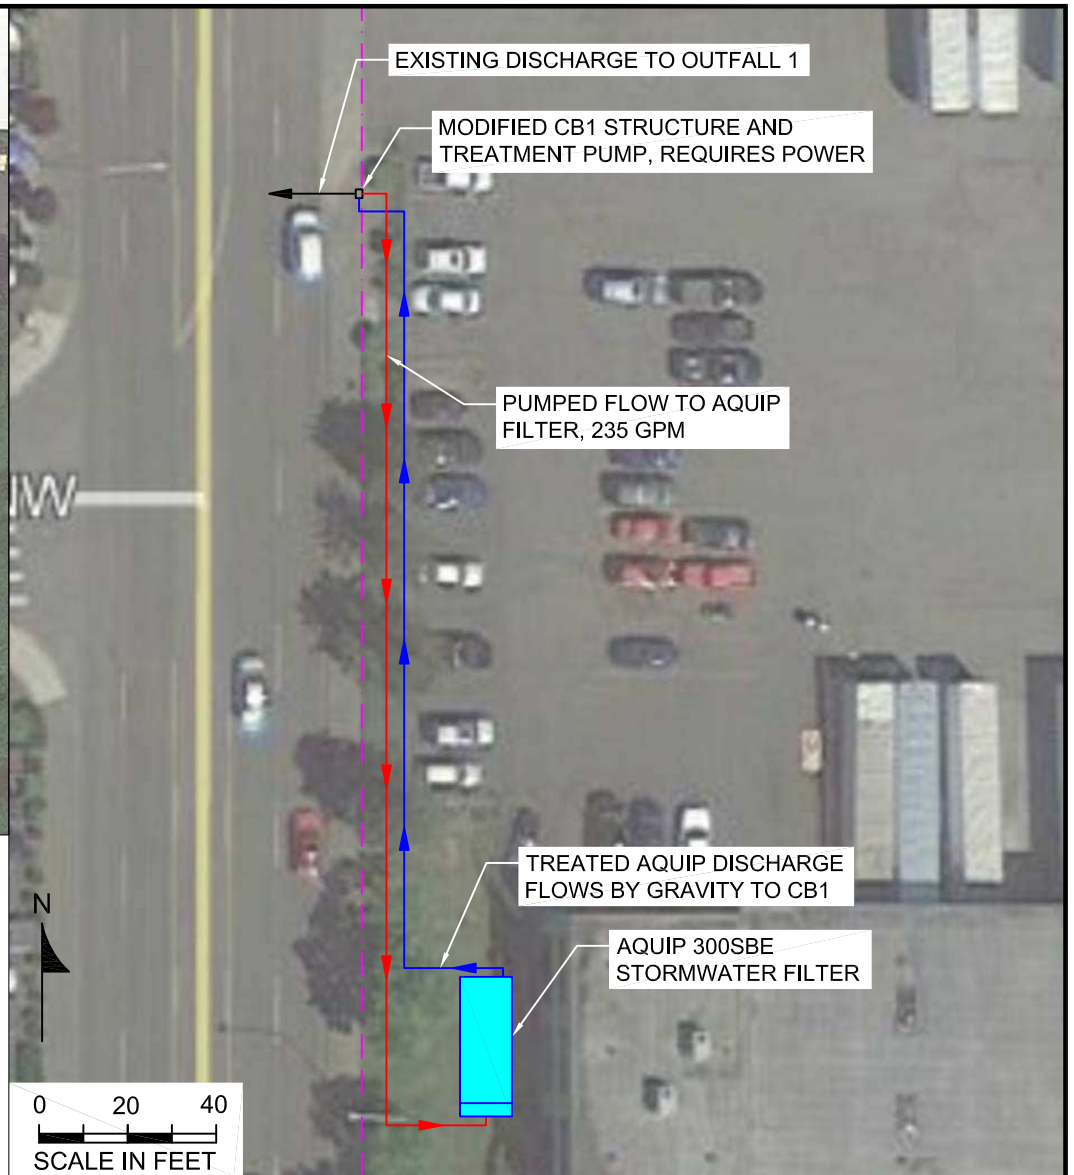 EXISTING DISCHARGE TO OUTFALL 1
MODIFIED CB1 STRUCTURE AND
TREATMENT PUMP, REQUIRES POWER
PUMPED FLOW TO AQUIP
FILTER, 235 GPM
NW
TREATED AQUIP DISCHARGE
FLOWS BY GRAVITY TO CB1
N
AQUIP 300SBE
STORMWATER FILTER
0 20 40
SCALE IN FEET